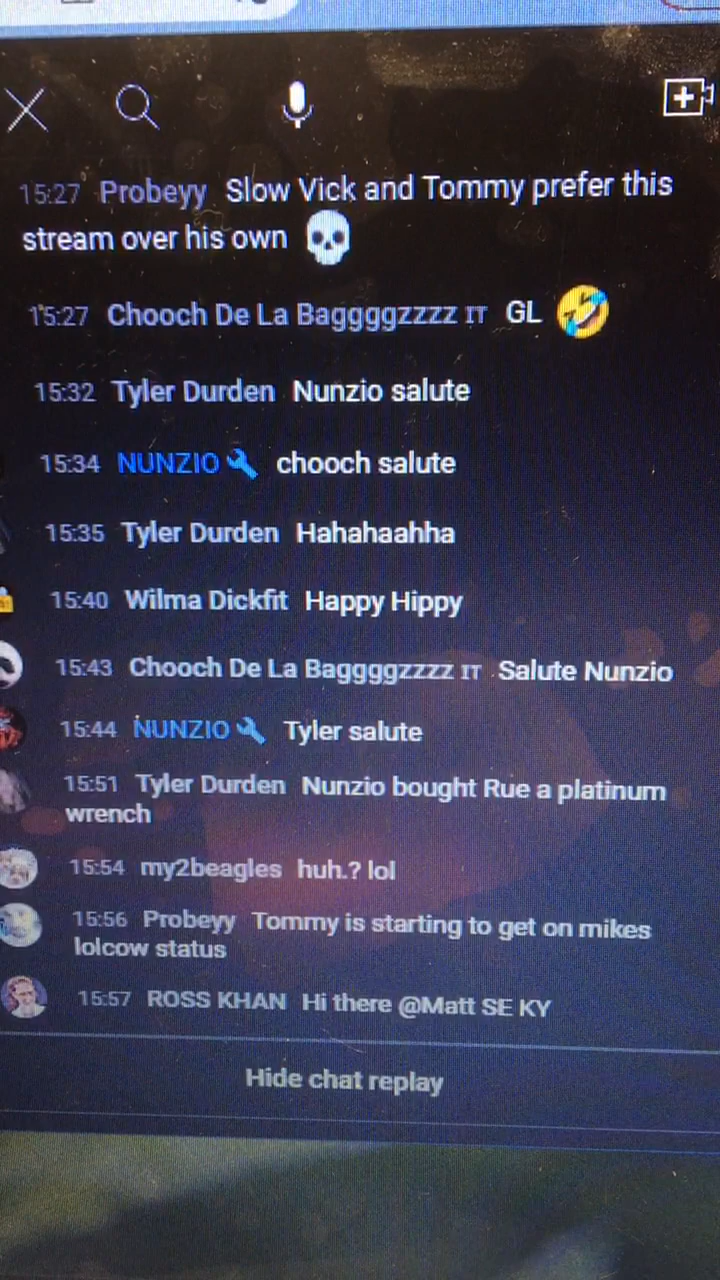 15:27 Probeyy Slow Vick and Tommy prefer this
stream over his own 💀
15:27 Chooch De La Baggggzzzz IT GL 🤣
15:32 Tyler Durden Nunzio salute
15:34 NUNZIO🔧 chooch salute
15:35 Tyler Durden Hahahaahha
15:40 Wilma Dickfit Happy Hippy
15:43 Chooch De La Baggggzzzz IT Salute Nunzio
15:44 NUNZIO🔧 Tyler salute
15:51 Tyler Durden Nunzio bought Rue a platinum
wrench
15:54 my2beagles huh.? lol
15:56 Probeyy Tommy is starting to get on mikes
lolcow status
15:57 ROSS KHAN Hi there @Matt SE KY
Hide chat replay